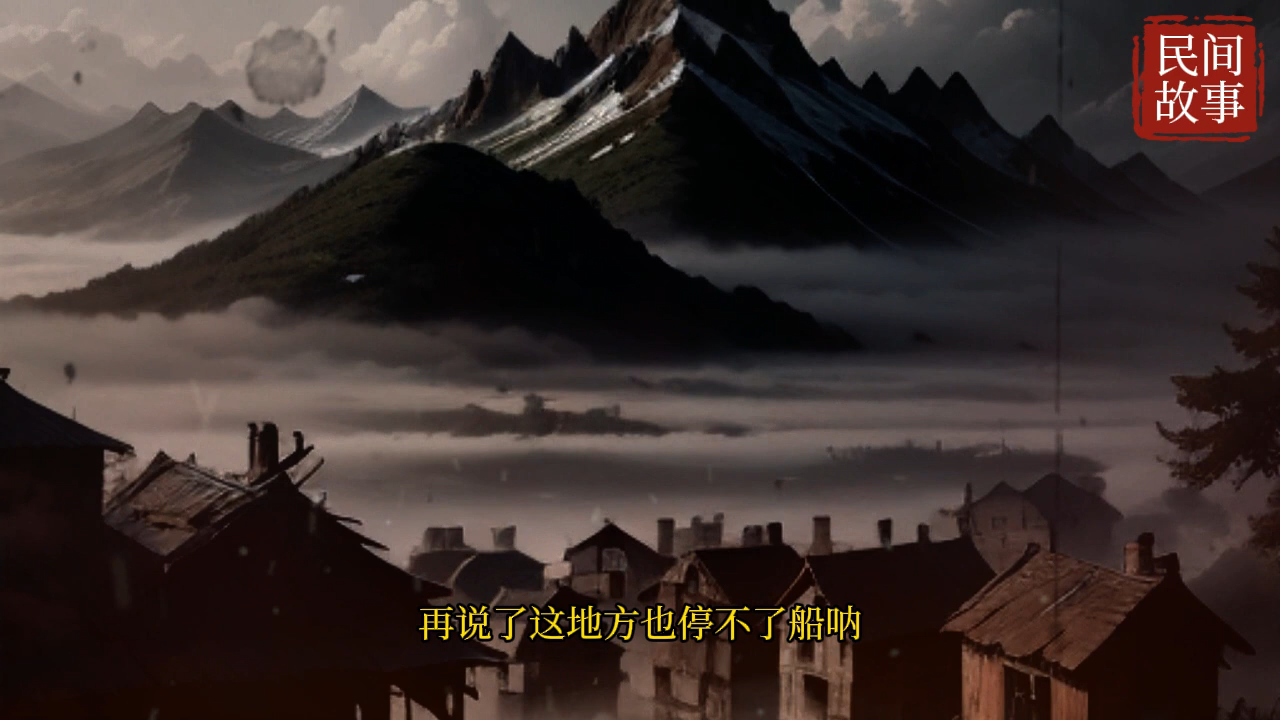 民间
故事
再说了这地方也停不了船呐